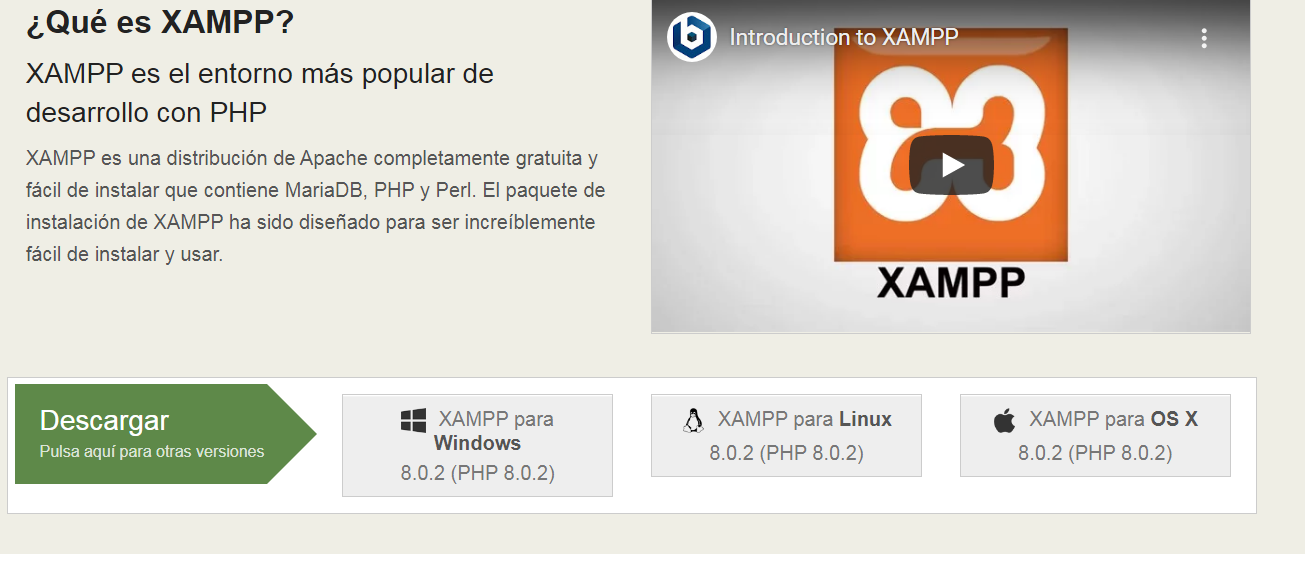 ¿Qué es XAMPP?
XAMPP es el entorno más popular de
desarrollo con PHP
XAMPP es una distribución de Apache completamente gratuita y
fácil de instalar que contiene MariaDB, PHP y Perl. El paquete de
instalación de XAMPP ha sido diseñado para ser increíblemente
fácil de instalar y usar.
Introduction to XAMPP
XAMPP
Descargar
Pulsa aquí para otras versiones
XAMPP para
Windows
8.0.2 (PHP 8.0.2)
XAMPP para Linux
8.0.2 (PHP 8.0.2)
XAMPP para OS X
8.0.2 (PHP 8.0.2)